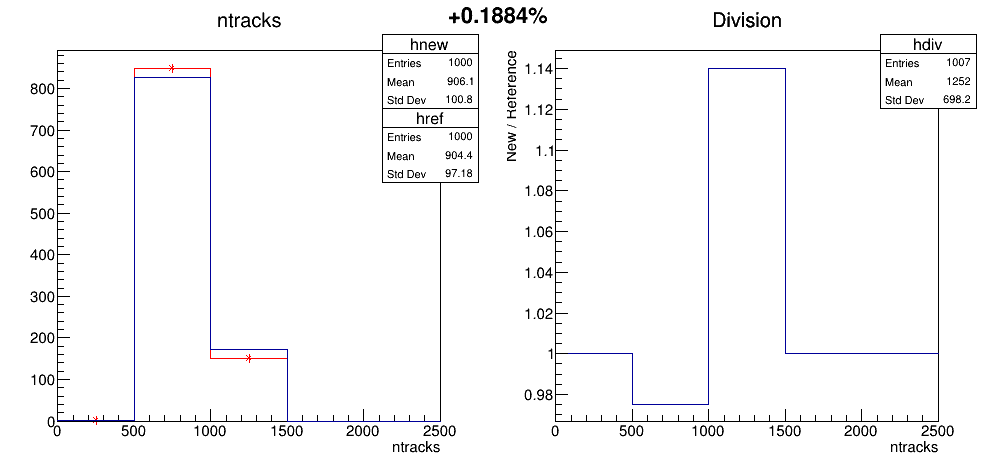 +0.1884%
ntracks
hnew
Entries 1000
Mean 906.1
Std Dev 100.8
href
Entries 1000
Mean 904.4
Std Dev 97.18
800
700
600
500
400
300
200
100
0
0 500 1000 1500 2000 2500
ntracks
Division
hdiv
Entries 1007
Mean 1252
Std Dev 698.2
New / Reference
1.14
1.12
1.1
1.08
1.06
1.04
1.02
1
0.98
0 500 1000 1500 2000 2500
ntracks